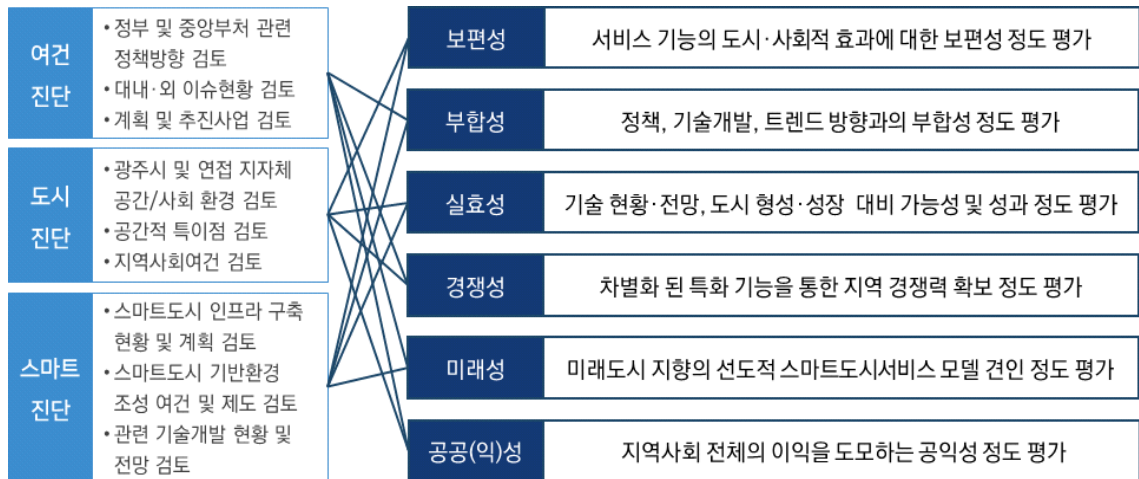 여건
진단
• 정부 및 중앙부처 관련
정책방향 검토
• 대내·외 이슈현황 검토
• 계획 및 추진사업 검토
도시
진단
• 광주시 및 연접 지자체
공간/사회 환경 검토
• 공간적 특이점 검토
• 지역사회여건 검토
스마트
진단
• 스마트도시 인프라 구축
현황 및 계획 검토
• 스마트도시 기반환경
조성 여건 및 제도 검토
• 관련 기술개발 현황 및
전망 검토
보편성
서비스 기능의 도시·사회적 효과에 대한 보편성 정도 평가
부합성
정책, 기술개발, 트렌드 방향과의 부합성 정도 평가
실효성
기술 현황·전망, 도시 형성·성장 대비 가능성 및 성과 정도 평가
경쟁성
차별화 된 특화 기능을 통한 지역 경쟁력 확보 정도 평가
미래성
미래도시 지향의 선도적 스마트도시서비스 모델 견인 정도 평가
공공(익)성
지역사회 전체의 이익을 도모하는 공익성 정도 평가